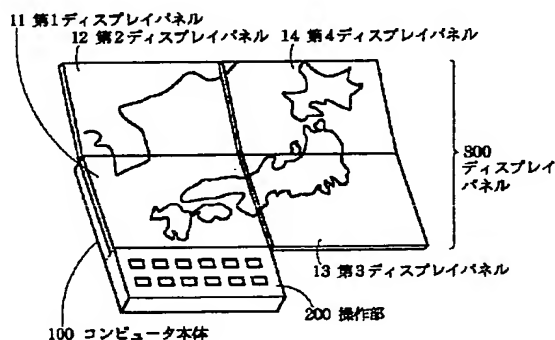 11 第1ディスプレイパネル
12 第2ディスプレイパネル
14 第4ディスプレイパネル
300
ディスプレイ
パネル
13 第3ディスプレイパネル
200 操作部
100 コンピュータ本体